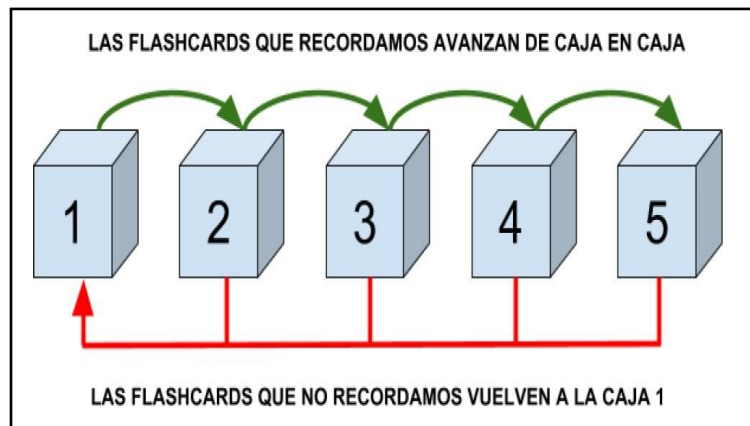 LAS FLASHCARDS QUE RECORDAMOS AVANZAN DE CAJA EN CAJA
1 2 3 4 5
LAS FLASHCARDS QUE NO RECORDAMOS VUELVEN A LA CAJA 1